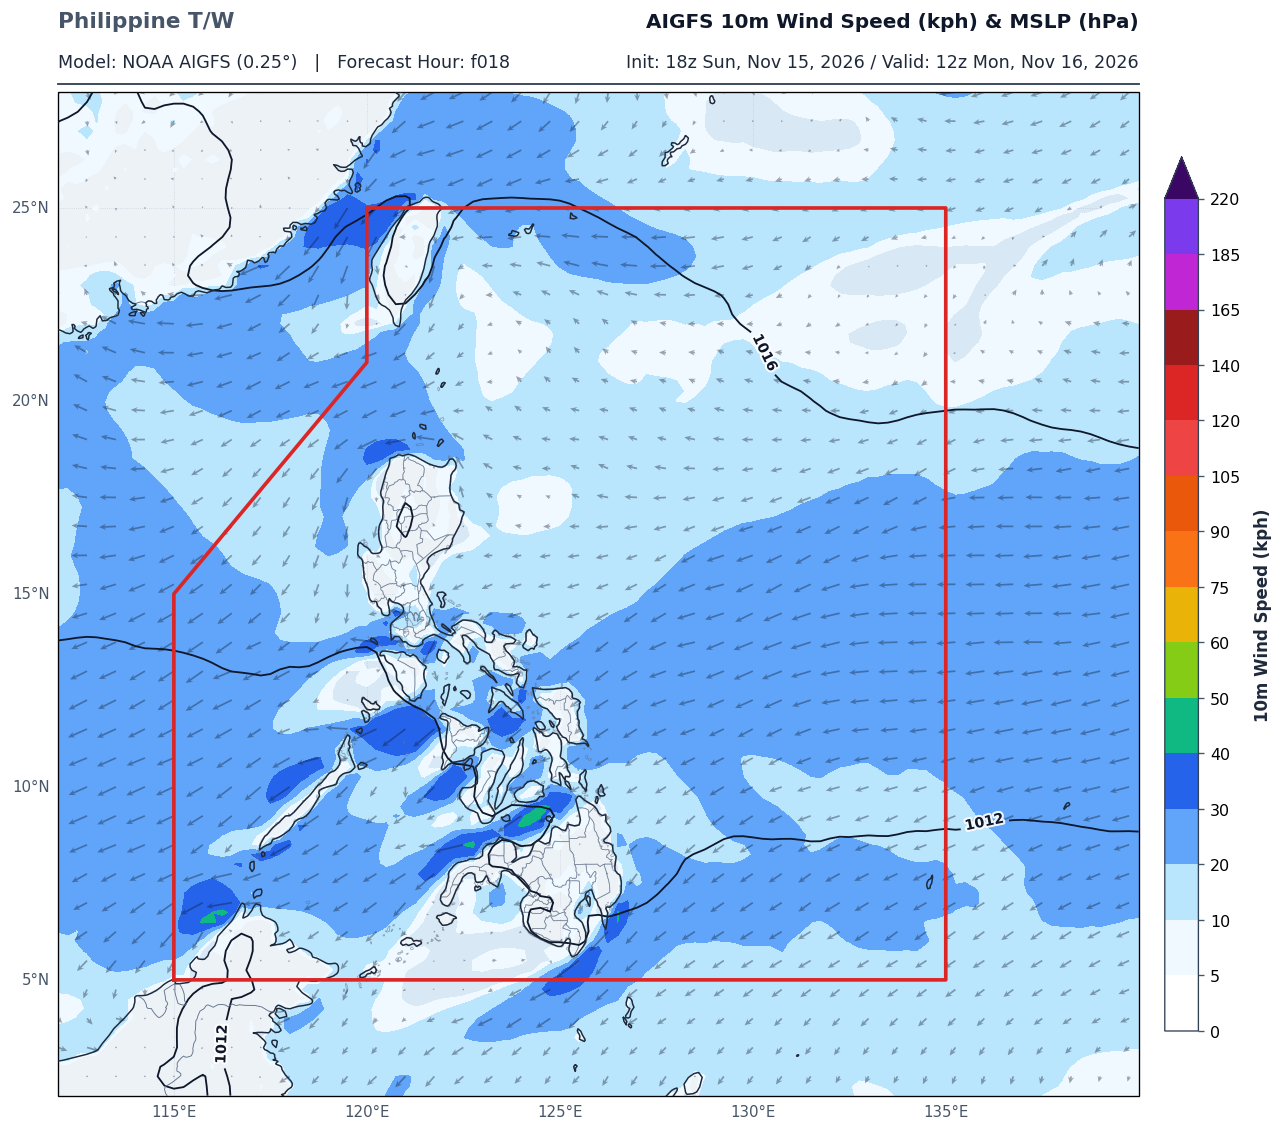 Philippine T/W
AIGFS 10m Wind Speed (kph) & MSLP (hPa)
Model: NOAA AIGFS (0.25°) | Forecast Hour: f018
Init: 18z Sun, Nov 15, 2026 / Valid: 12z Mon, Nov 16, 2026
25°N
20°N
15°N
10°N
5°N
115°E
120°E
125°E
130°E
135°E
1016
1012
1012
220
185
165
140
120
105
90
75
60
50
40
30
20
10
5
0
10m Wind Speed (kph)